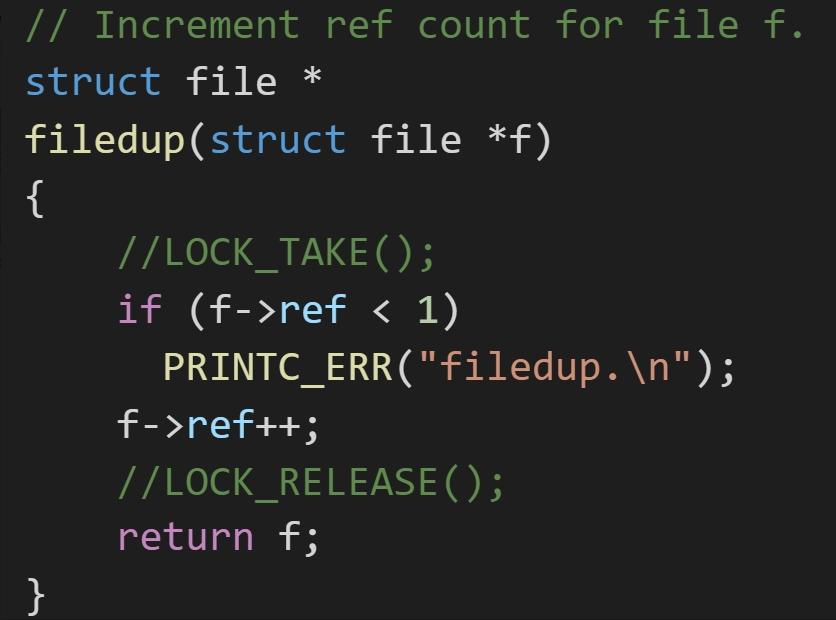 // Increment ref count for file f.
struct file *
filedup(struct file *f)
{
    //LOCK_TAKE();
    if (f->ref < 1)
      PRINTC_ERR("filedup.\n");
    f->ref++;
    //LOCK_RELEASE();
    return f;
}